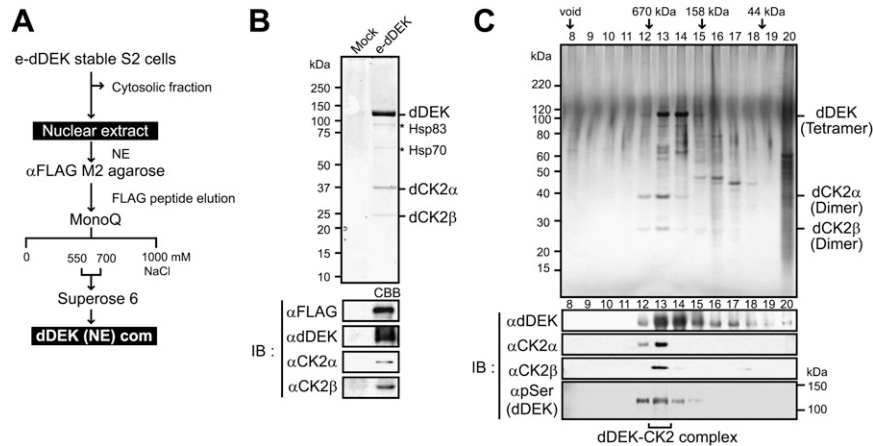 A
e-dDEK stable S2 cells
Cytosolic fraction
Nuclear extract
NE
αFLAG M2 agarose
FLAG peptide elution
MonoQ
0 550 700 1000 mM
NaCl
Superose 6
dDEK (NE) com
B
Mock e-dDEK
kDa
250
150
100
75
50
37
25
20
15
10
dDEK
* Hsp83
* Hsp70
dCK2α
dCK2β
CBB
IB :
αFLAG
αdDEK
αCK2α
αCK2β
C
void 670 kDa 158 kDa 44 kDa
8 9 10 11 12 13 14 15 16 17 18 19 20
kDa
220
120
100
80
60
50
40
30
20
15
dDEK
(Tetramer)
dCK2α
(Dimer)
dCK2β
(Dimer)
8 9 10 11 12 13 14 15 16 17 18 19 20
IB :
αdDEK
αCK2α
αCK2β
αpSer
(dDEK)
kDa
150
100
dDEK-CK2 complex